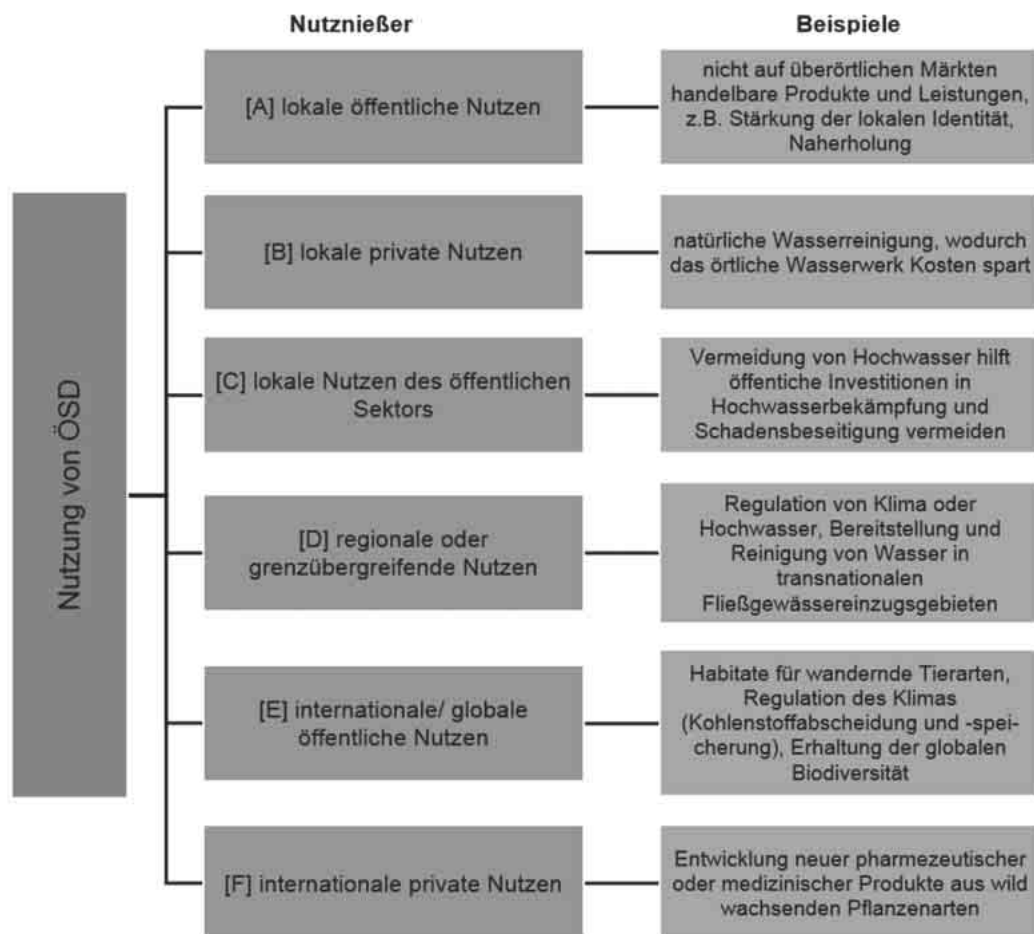 Nutznießer
Beispiele
Nutzung von ÖSD
[A] lokale öffentliche Nutzen
nicht auf überörtlichen Märkten
handelbare Produkte und Leistungen,
z.B. Stärkung der lokalen Identität,
Naherholung
[B] lokale private Nutzen
natürliche Wasserreinigung, wodurch
das örtliche Wasserwerk Kosten spart
[C] lokale Nutzen des öffentlichen
Sektors
Vermeidung von Hochwasser hilft
öffentiche Investitionen in
Hochwasserbekämpfung und
Schadensbeseitigung vermeiden
[D] regionale oder
grenzübergreifende Nutzen
Regulation von Klima oder
Hochwasser, Bereitstellung und
Reinigung von Wasser in
transnationalen
Fließgewässereinzugsgebieten
[E] internationale/ globale
öffentliche Nutzen
Habitate für wandernde Tierarten,
Regulation des Klimas
(Kohlenstoffabscheidung und -spei-
cherung), Erhaltung der globalen
Biodiversität
[F] internationale private Nutzen
Entwicklung neuer pharmezeutischer
oder medizinischer Produkte aus wild
wachsenden Pflanzenarten